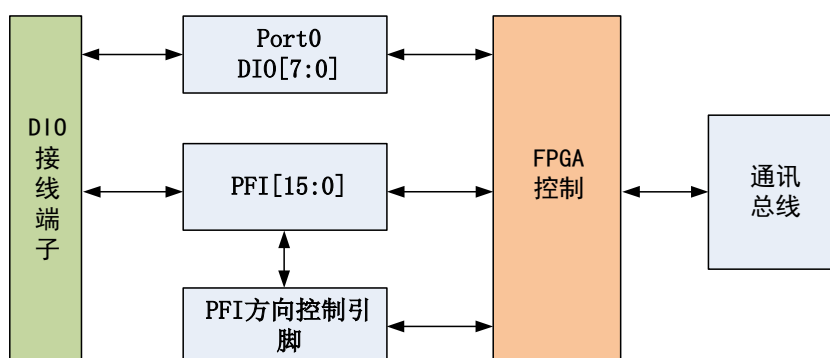 DIO
接
线
端
子
Port0
DIO[7:0]
PFI[15:0]
PFI方向控制引
脚
FPGA
控制
通讯
总线